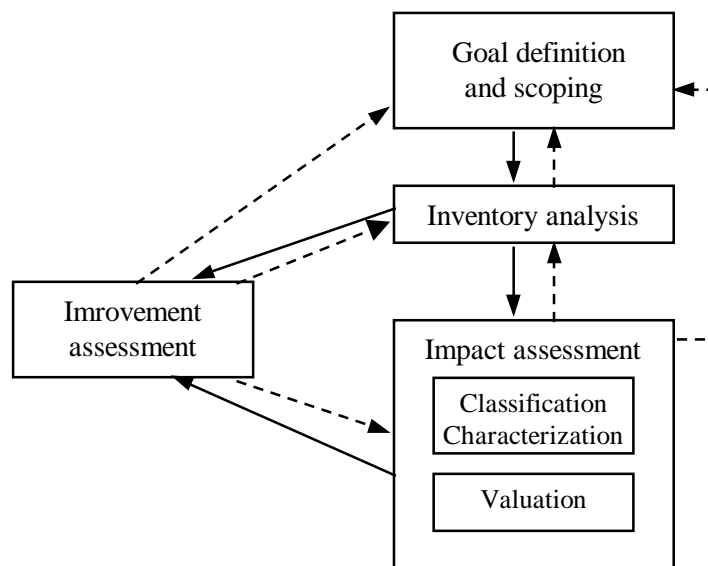 Goal definition
and scoping
Inventory analysis
Imrovement
assessment
Impact assessment
Classification
Characterization
Valuation